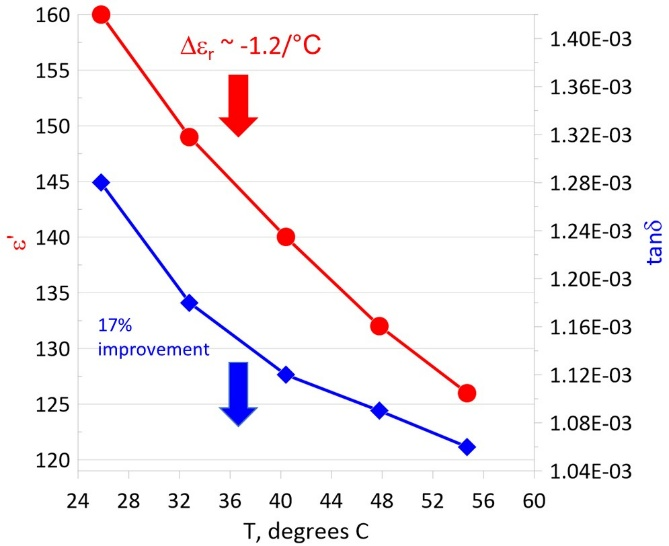 160
155
150
145
140
135
130
125
120
ε'
Δεr ~ -1.2/°C
17%
improvement
1.40E-03
1.36E-03
1.32E-03
1.28E-03
1.24E-03
1.20E-03
1.16E-03
1.12E-03
1.08E-03
1.04E-03
tanδ
24 28 32 36 40 44 48 52 56 60
T, degrees C